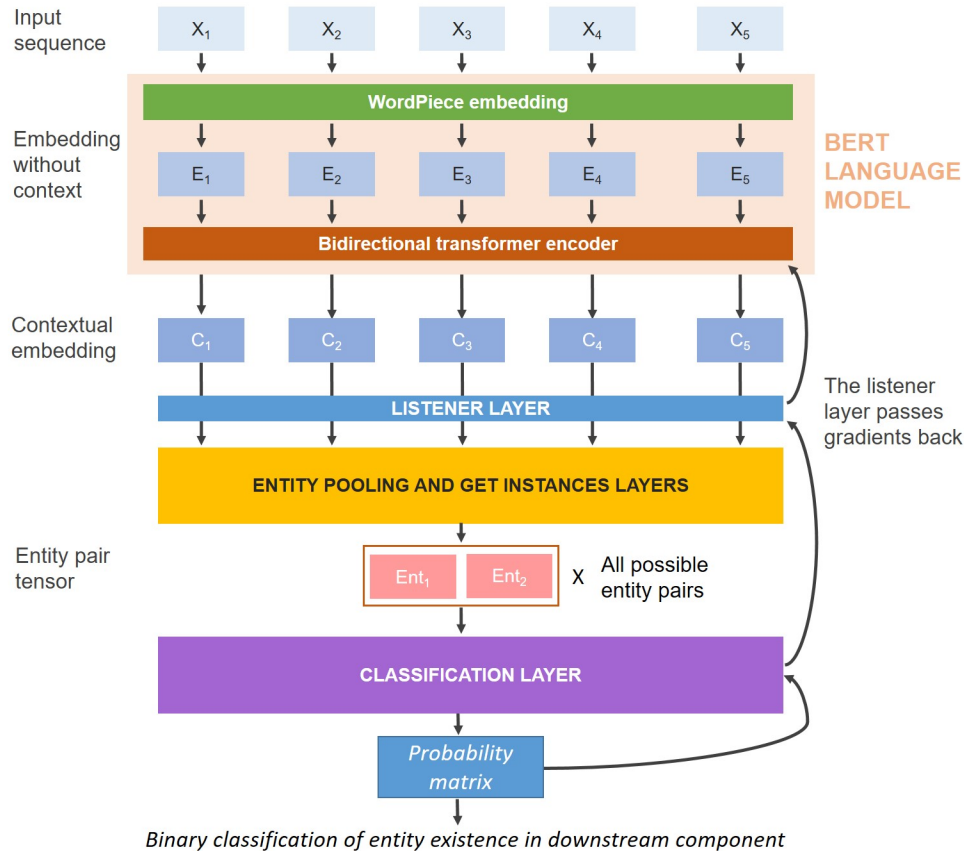 Input
sequence
X₁ X₂ X₃ X₄ X₅
WordPiece embedding
Embedding
without
context
E₁ E₂ E₃ E₄ E₅
BERT
LANGUAGE
MODEL
Bidirectional transformer encoder
Contextual
embedding
C₁ C₂ C₃ C₄ C₅
LISTENER LAYER
The listener
layer passes
gradients back
ENTITY POOLING AND GET INSTANCES LAYERS
Entity pair
tensor
Ent₁ Ent₂
X
All possible
entity pairs
CLASSIFICATION LAYER
Probability
matrix
Binary classification of entity existence in downstream component